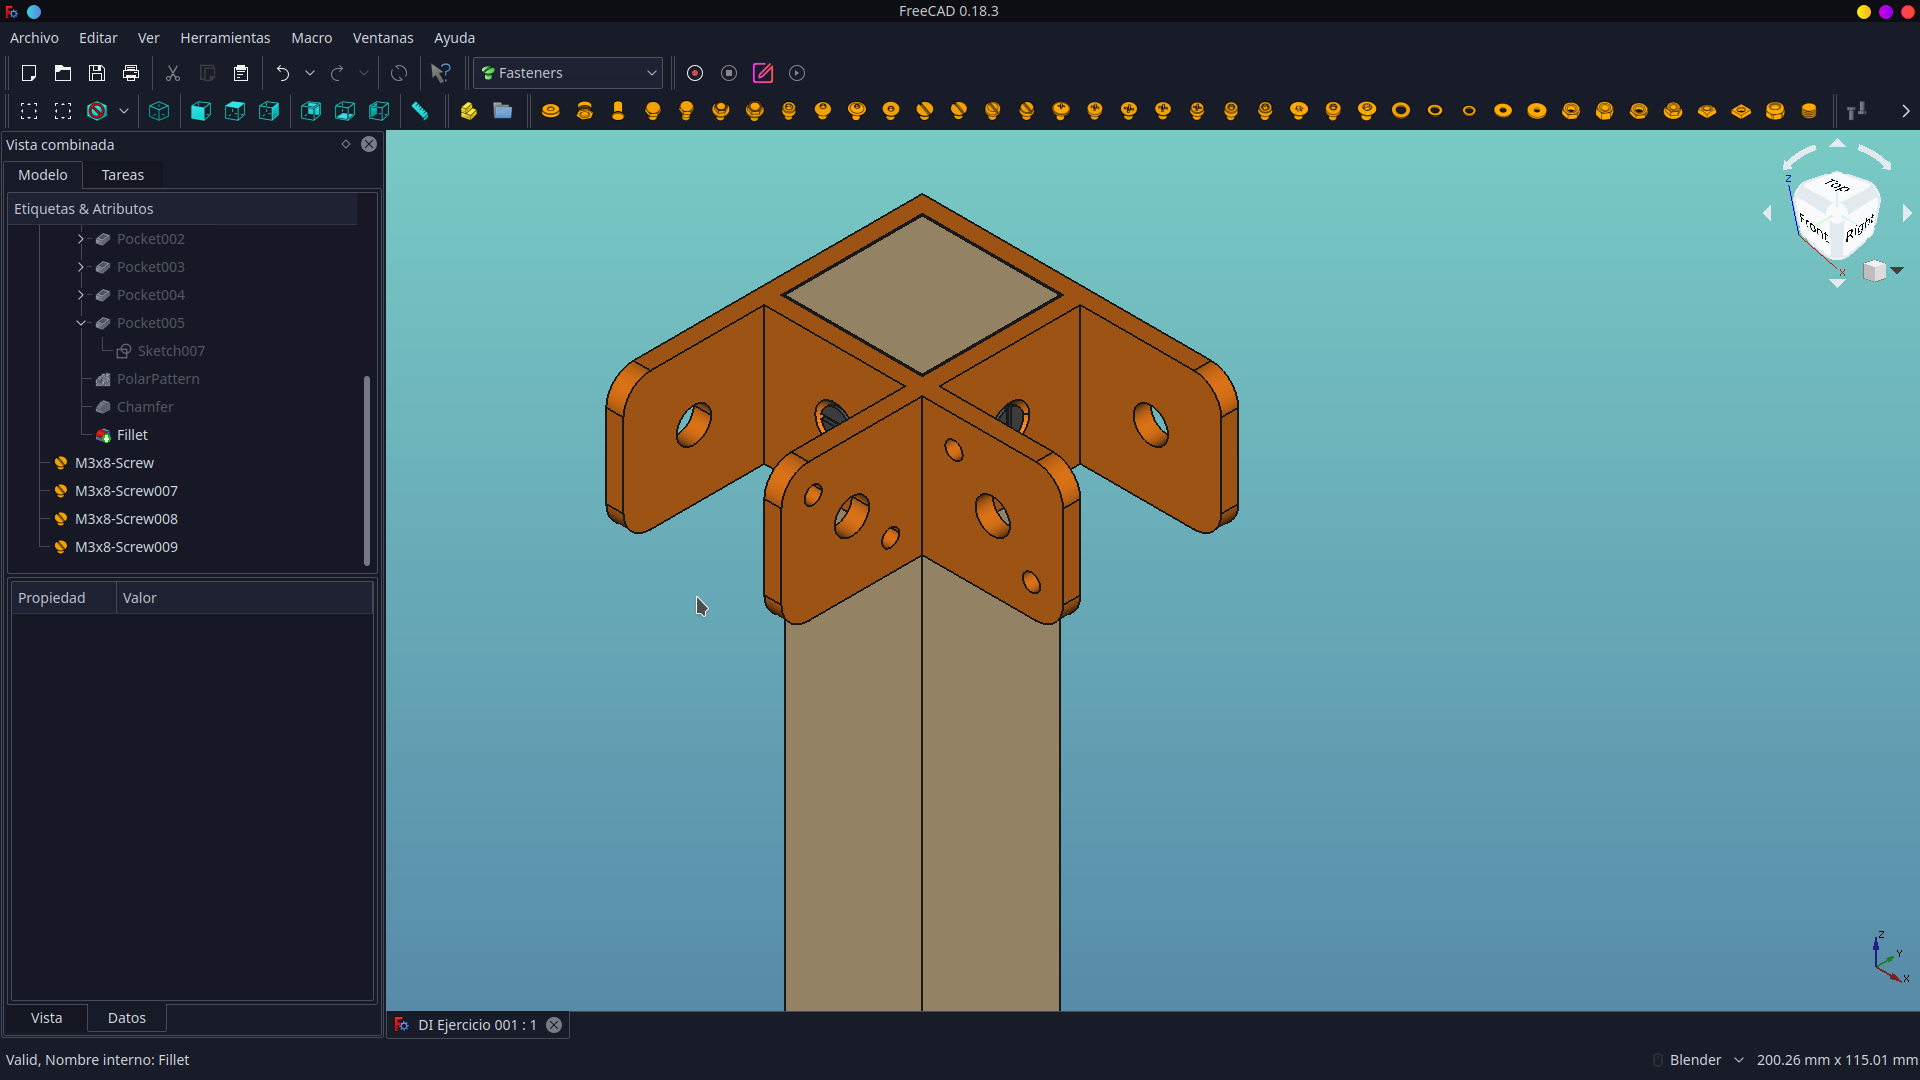 FreeCAD 0.18.3
Archivo Editar Ver Herramientas Macro Ventanas Ayuda
Fasteners
Vista combinada
Modelo Tareas
Etiquetas & Atributos
Pocket002
Pocket003
Pocket004
Pocket005
Sketch007
PolarPattern
Chamfer
Fillet
M3x8-Screw
M3x8-Screw007
M3x8-Screw008
M3x8-Screw009
Propiedad Valor
Vista Datos
Top
Front
Right
Z
X
Z
Y
X
DI Ejercicio 001 : 1
Valid, Nombre interno: Fillet
Blender
200.26 mm x 115.01 mm